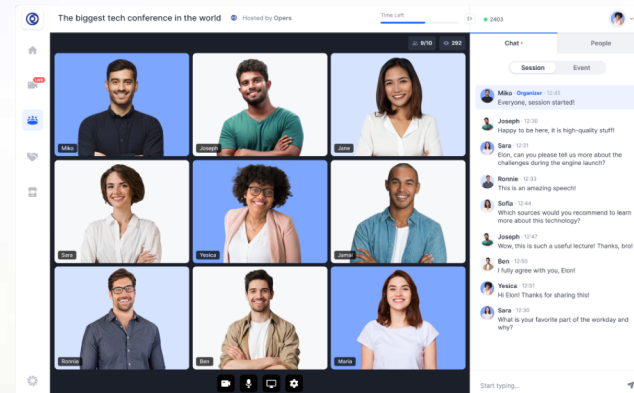 The biggest tech conference in the world
Hosted by Opers
Time Left
2403
LIVE
9/10
292
Miko
Joseph
Jane
Sara
Yesica
Jamal
Ronnie
Ben
Maria
Chat
People
Session
Event
Miko · Organizer · 12:45
Everyone, session started!
Joseph · 12:30
Happy to be here, it is high-quality stuff!
Sara · 12:31
Elon, can you please tell us more about the
challenges during the engine launch?
Ronnie · 12:33
This is an amazing speech!
Sofia · 12:44
Which sources would you recommend to learn
more about this technology?
Joseph · 12:47
Wow, this is such a useful lecture! Thanks, bro!
Ben · 12:50
I fully agree with you, Elon!
Yesica · 12:51
Hi Elon! Thanks for sharing this!
Sara · 12:30
What is your favorite part of the workday and
why?
Start typing...